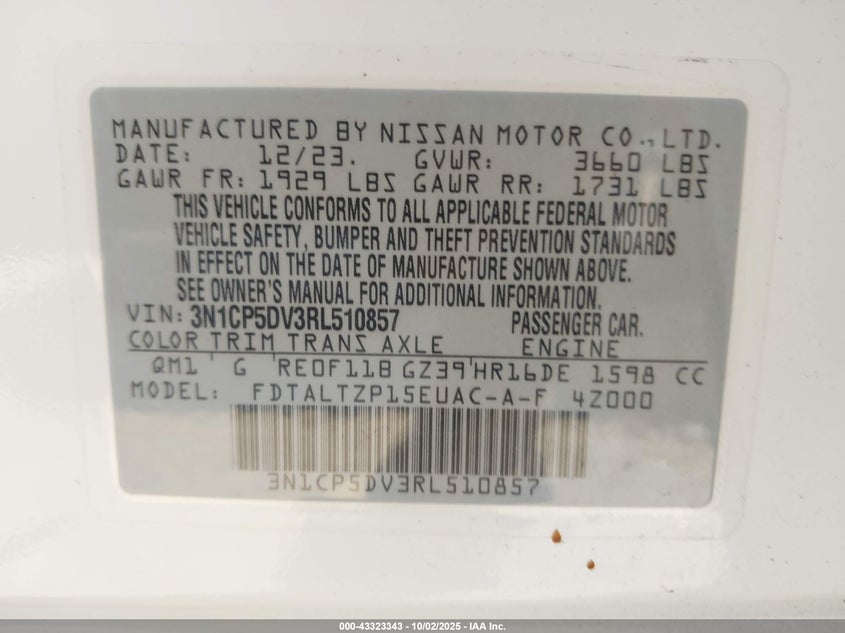 MANUFACTURED BY NISSAN MOTOR CO., LTD.
DATE: 12/23. GVWR: 3660 LBS
GAWR FR: 1929 LBS GAWR RR: 1731 LBS
THIS VEHICLE CONFORMS TO ALL APPLICABLE FEDERAL MOTOR
VEHICLE SAFETY, BUMPER AND THEFT PREVENTION STANDARDS
IN EFFECT ON THE DATE OF MANUFACTURE SHOWN ABOVE.
SEE OWNER'S MANUAL FOR ADDITIONAL INFORMATION.
VIN: 3N1CP5DV3RL510857 PASSENGER CAR.
COLOR TRIM TRANS AXLE ENGINE
QM1 G RE0F11B GZ39 HR16DE 1598 CC
MODEL: FDTALTZP15EUAC-A-F 4Z000
3N1CP5DV3RL510857
000-43323343 - 10/02/2025 - IAA Inc.